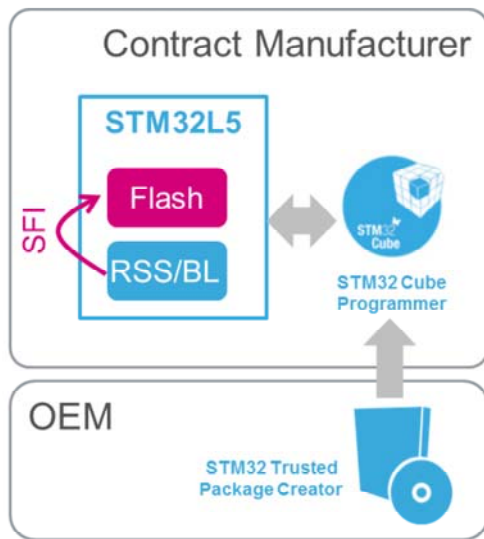 Contract Manufacturer
STM32L5
Flash
SFI
RSS/BL
STM32
Cube
STM32 Cube
Programmer
OEM
STM32 Trusted
Package Creator